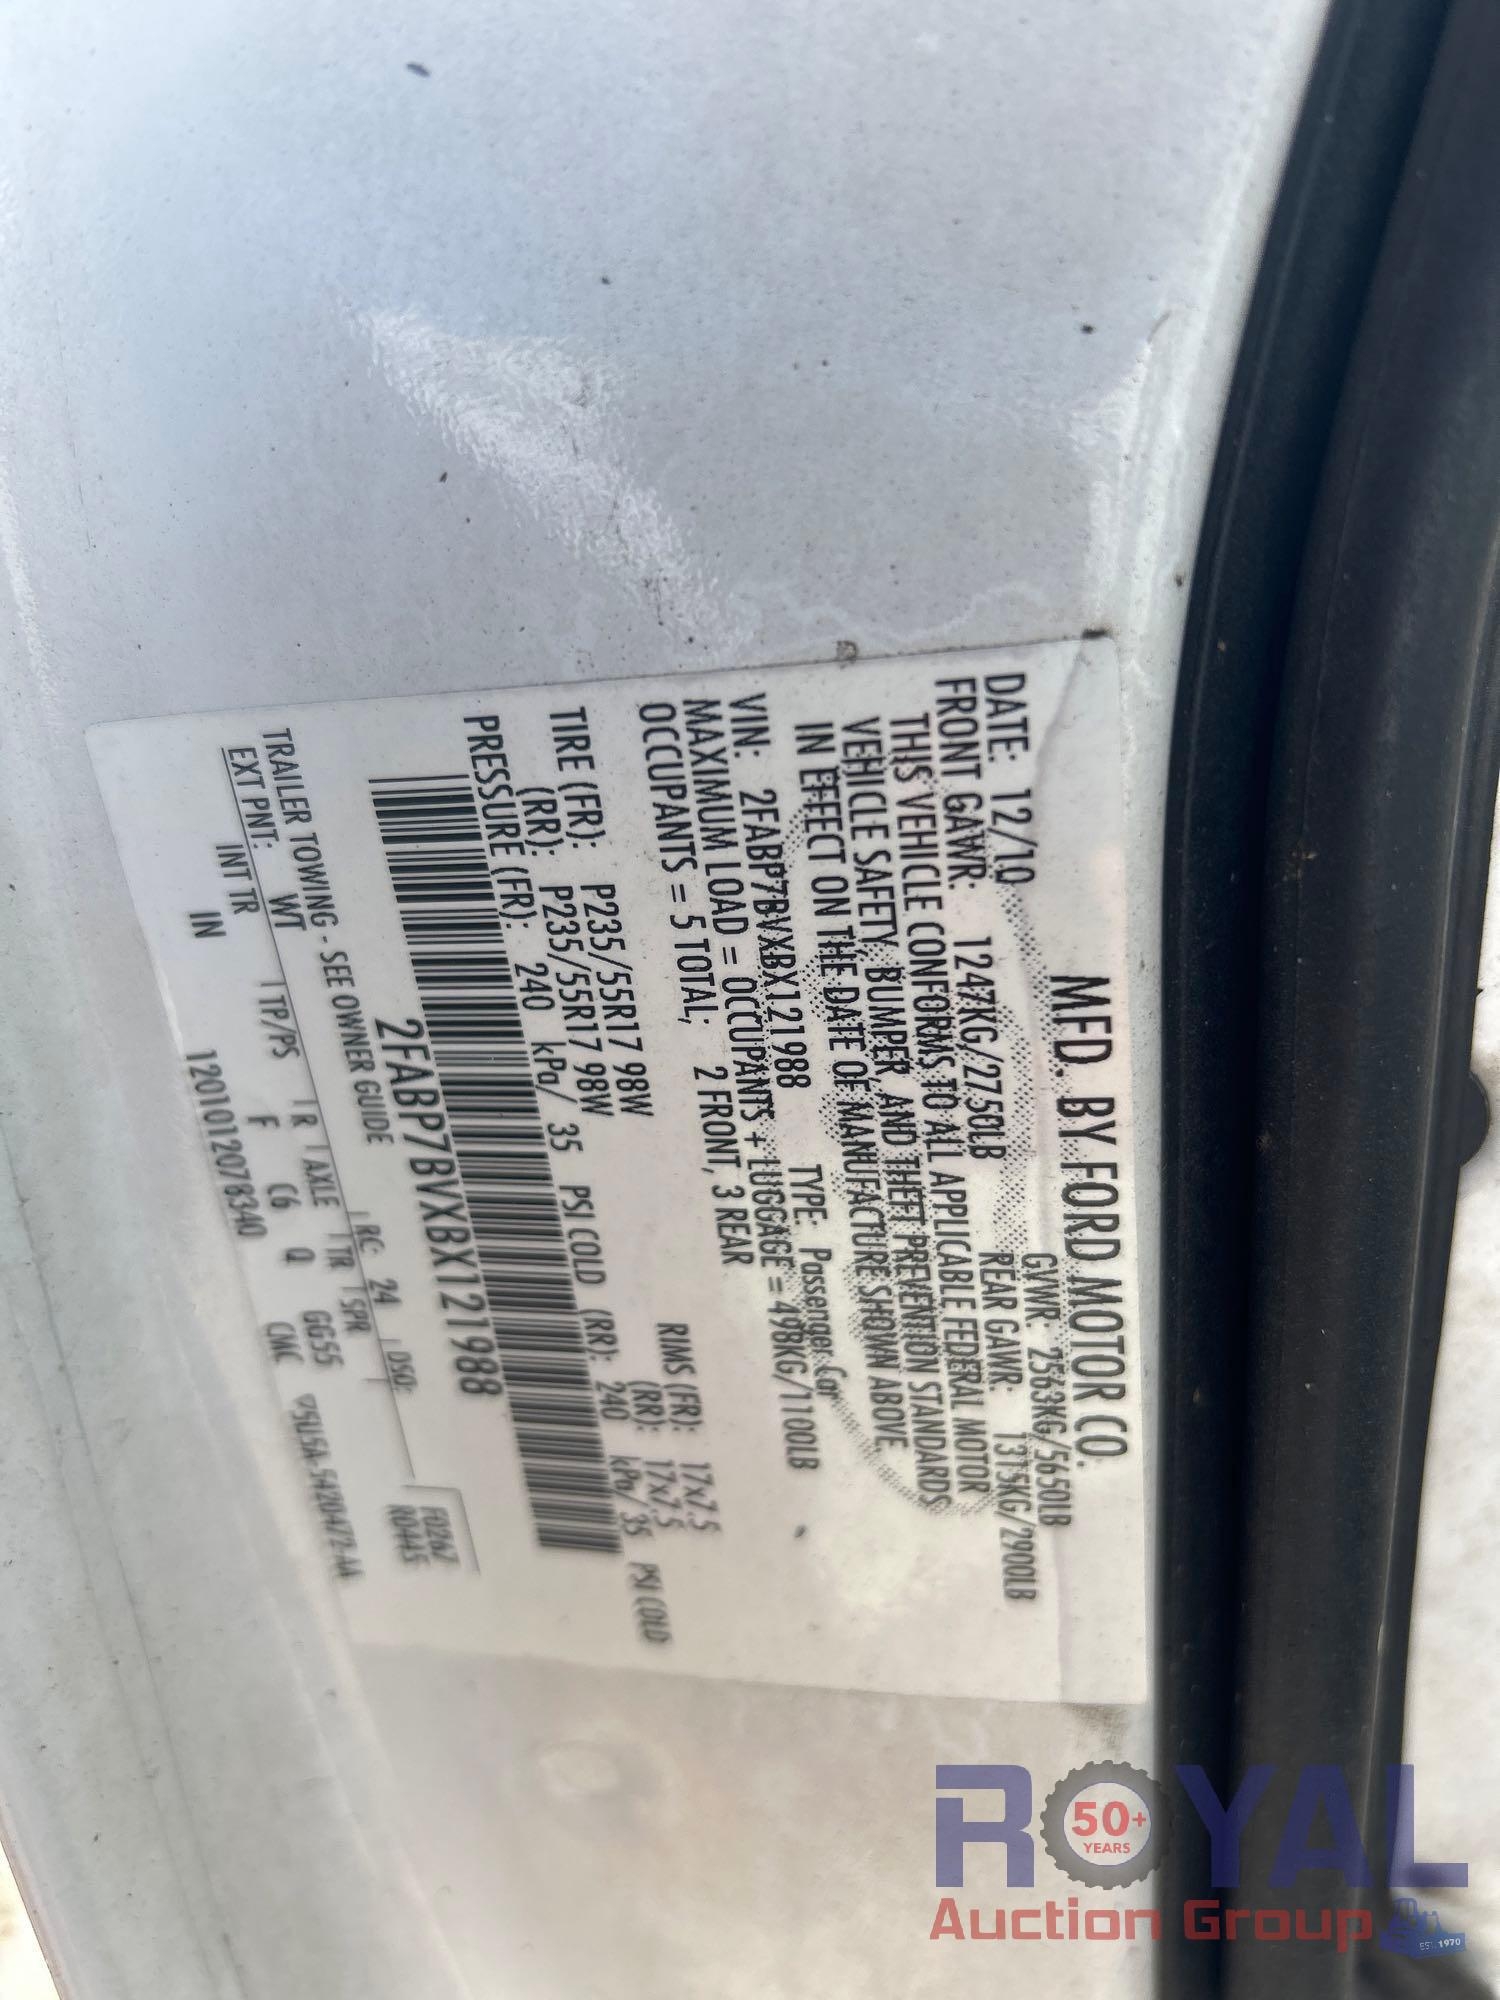 MFD. BY FORD MOTOR CO.
DATE: 12/10 GVWR: 2563KG/5650LB
FRONT GAWR: 1247KG/2750LB REAR GAWR: 1315KG/2900LB
THIS VEHICLE CONFORMS TO ALL APPLICABLE FEDERAL MOTOR
VEHICLE SAFETY, BUMPER, AND THEFT PREVENTION STANDARDS
IN EFFECT ON THE DATE OF MANUFACTURE SHOWN ABOVE.
VIN: 2FABP7BVXBX121988 TYPE: Passenger Car
MAXIMUM LOAD = OCCUPANTS + LUGGAGE = 498KG/1100LB
OCCUPANTS = 5 TOTAL; 2 FRONT, 3 REAR
RIMS (FR): 17x7.5
TIRE (FR): P235/55R17 98W (RR): 17x7.5
(RR): P235/55R17 98W
PRESSURE (FR): 240 kPa/ 35 PSI COLD (RR): 240 kPa/ 35 PSI COLD
2FABP7BVXBX121988
F0267
R0445
TRAILER TOWING - SEE OWNER GUIDE RC: 24 DSO:
EXT PNT: WT TP/PS R AXLE TR SPR
INT TR F C6 Q GG55
IN 1201012078340 CMC
ROYAL
50+
YEARS
Auction Group
EST. 1970